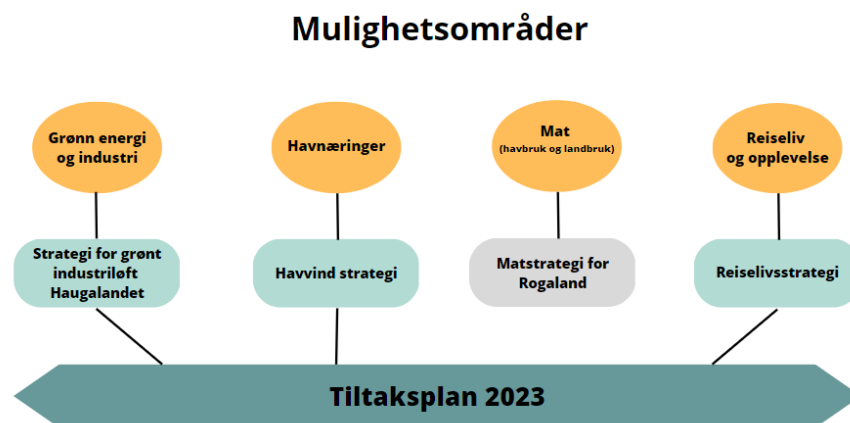 Mulighetsområder
Grønn energi
og industri
Havnæringer
Mat
(havbruk og landbruk)
Reiseliv
og opplevelse
Strategi for grønt
industriløft
Haugalandet
Havvind strategi
Matstrategi for
Rogaland
Reiselivsstrategi
Tiltaksplan 2023